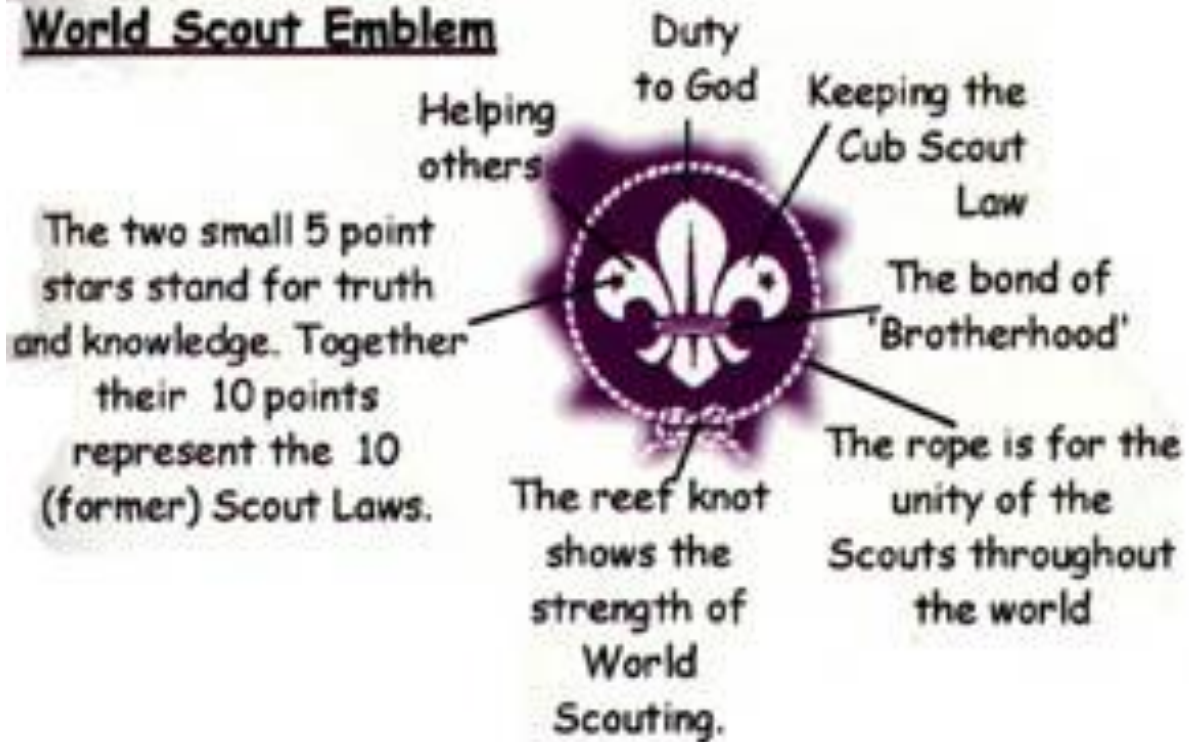 World Scout Emblem
Duty
to God
Helping
others
Keeping the
Cub Scout
Law
The two small 5 point
stars stand for truth
and knowledge. Together
their 10 points
represent the 10
(former) Scout Laws.
The bond of
'Brotherhood'
The rope is for the
unity of the
Scouts throughout
the world
The reef knot
shows the
strength of
World
Scouting.